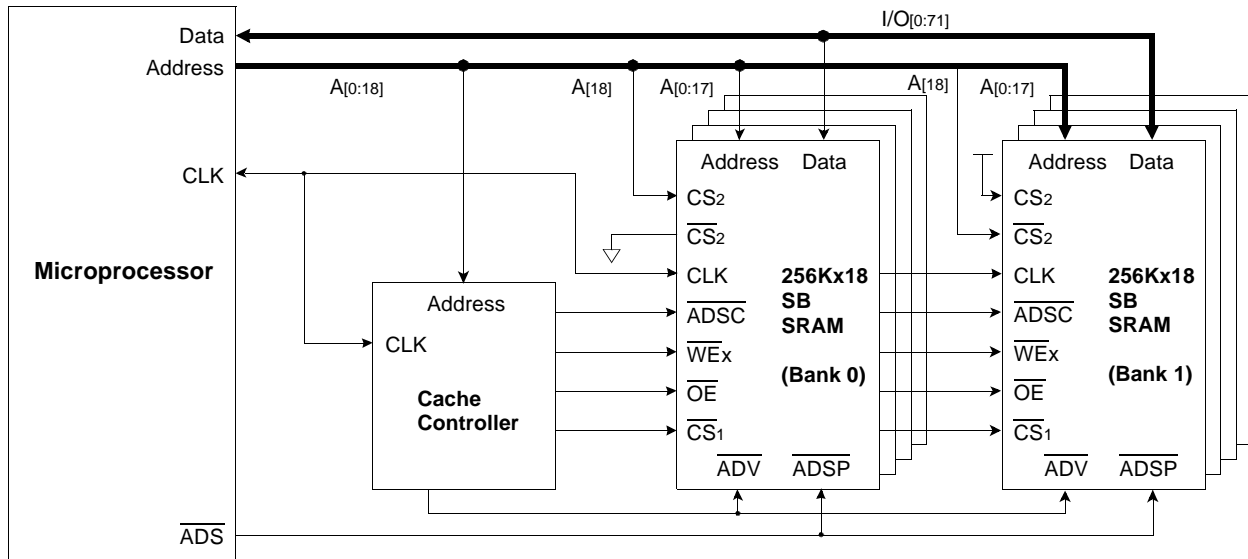 I/O[0:71]
Data
Address
A[0:18]
A[18]
A[0:17]
A[18]
A[0:17]
CLK
Microprocessor
ADS
Address
CLK
Cache
Controller
Address Data
CS2
CS2
CLK
ADSC
WEx
OE
CS1
256Kx18
SB
SRAM
(Bank 0)
ADV ADSP
Address Data
CS2
CS2
CLK
ADSC
WEx
OE
CS1
256Kx18
SB
SRAM
(Bank 1)
ADV ADSP